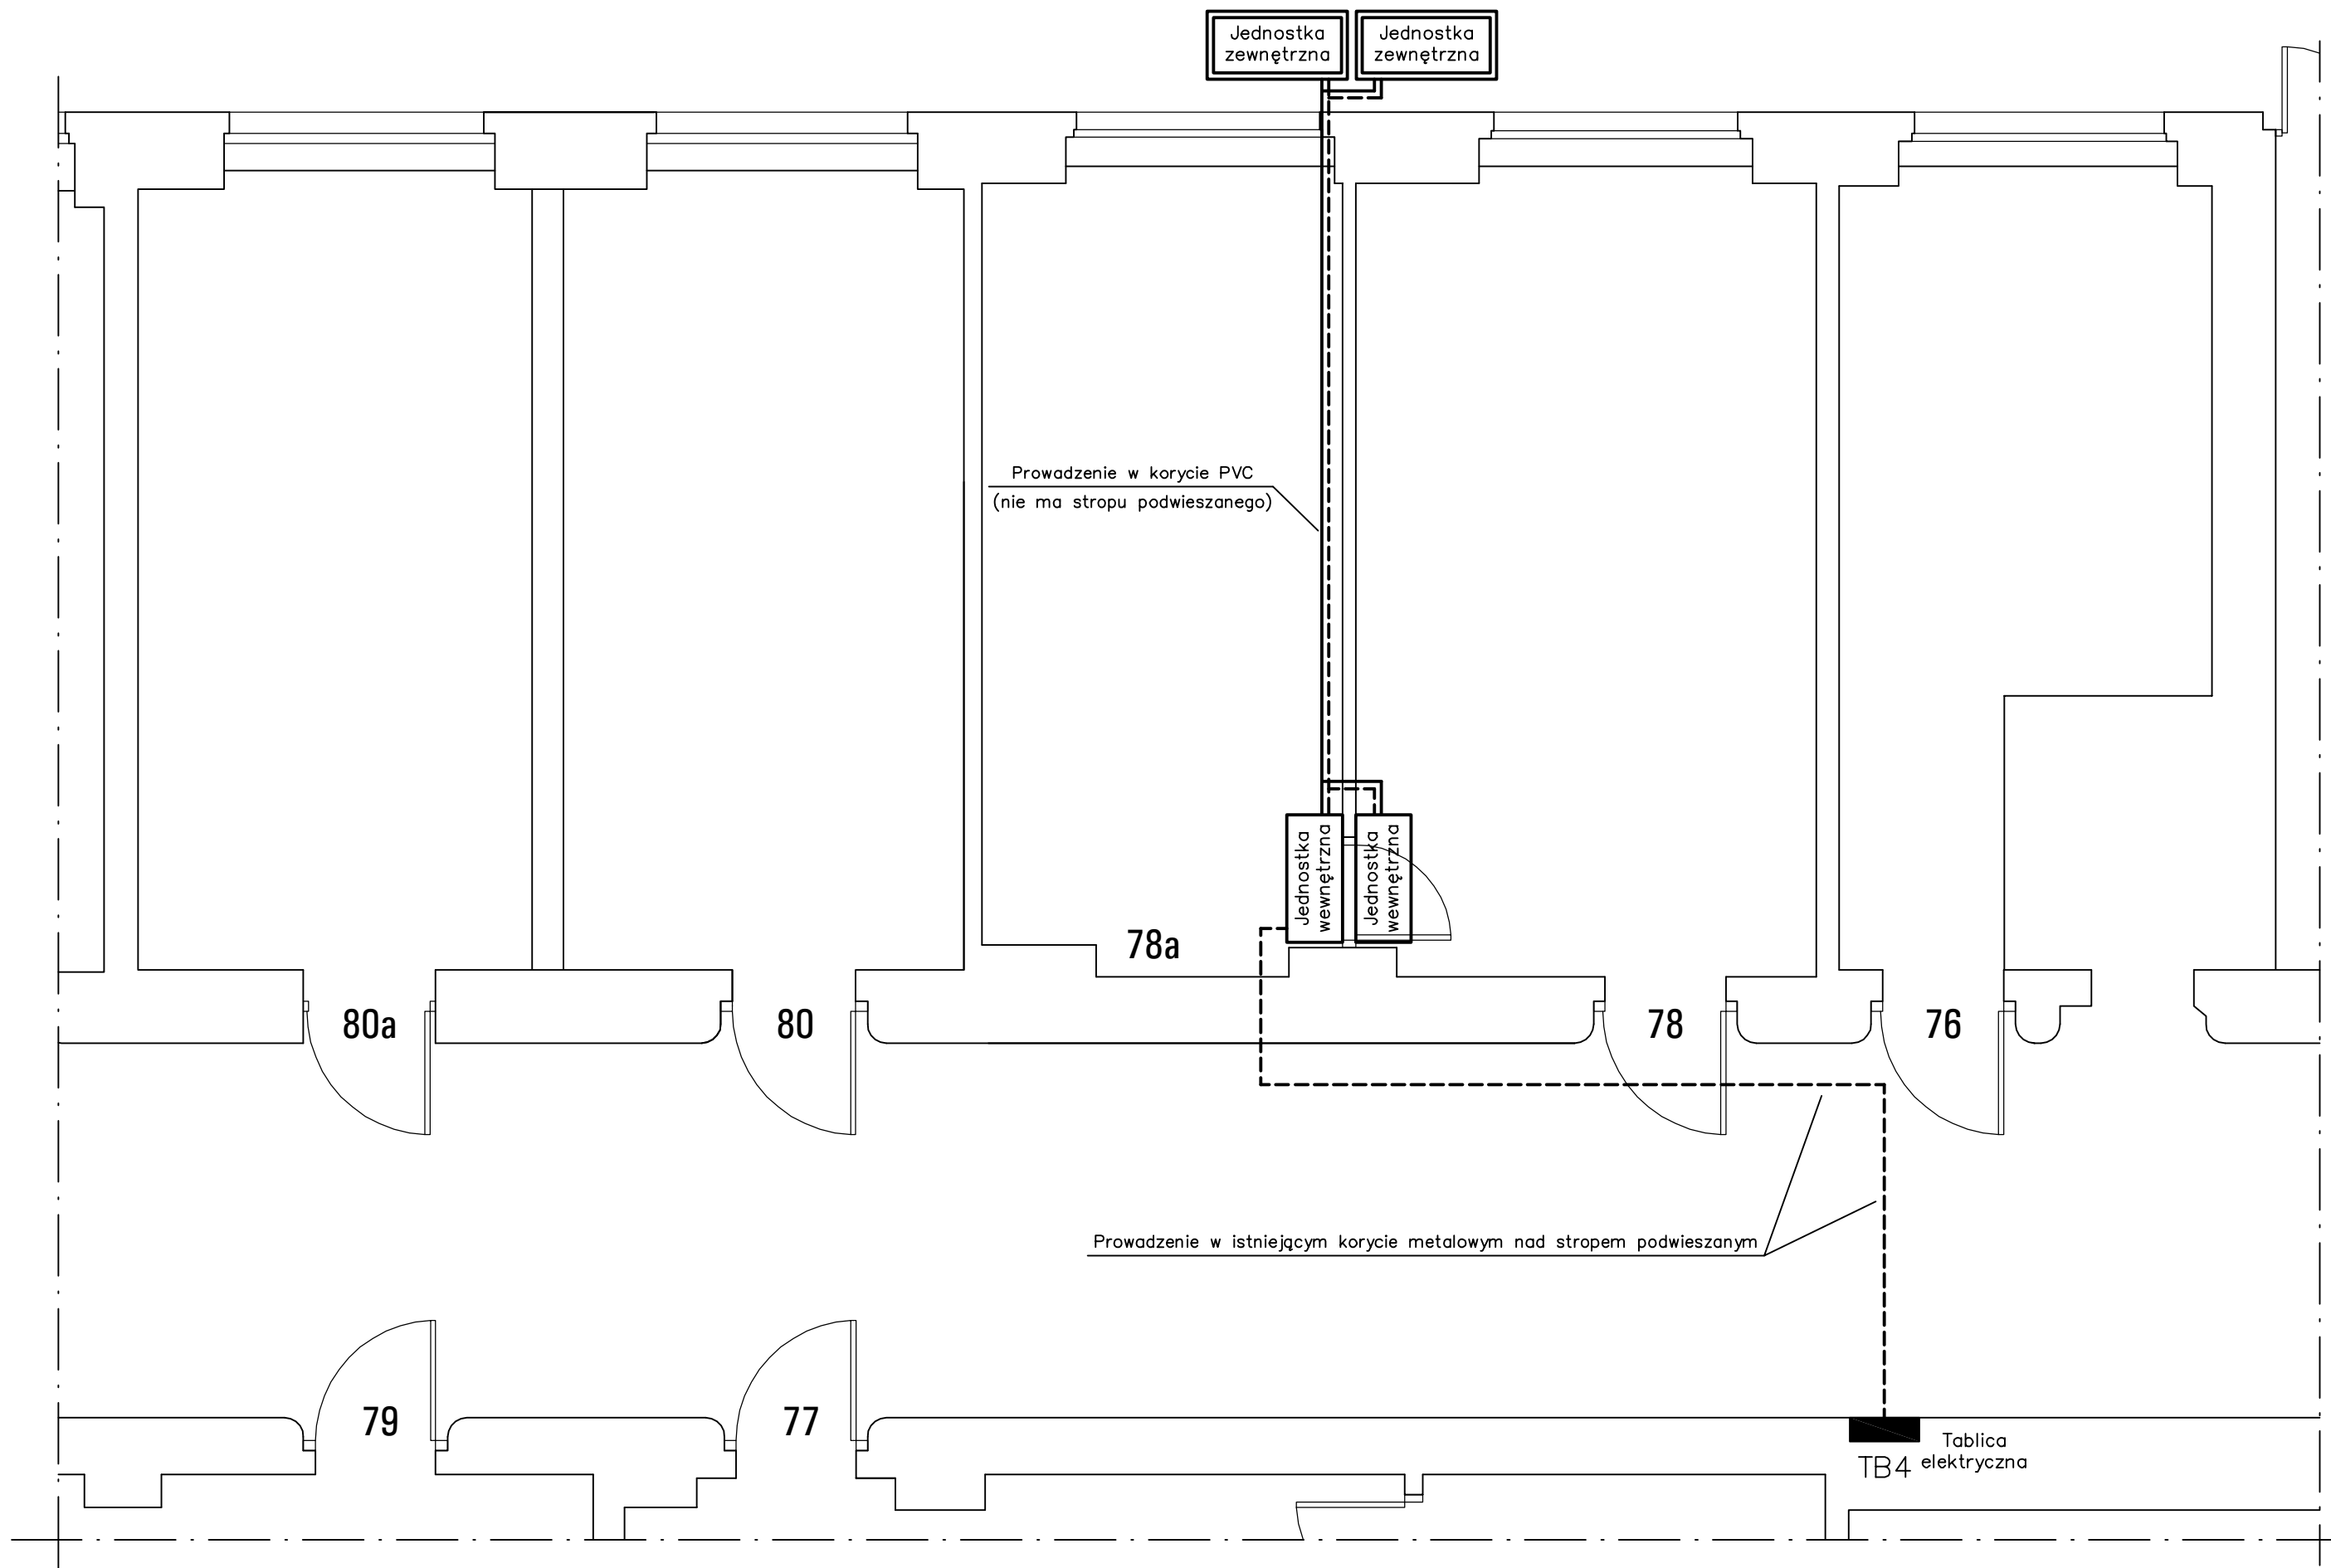 Jednostka
zewnętrzna
Jednostka
zewnętrzna
Prowadzenie w korycie PVC
(nie ma stropu podwieszanego)
Jednostka
wewnętrzna
Jednostka
wewnętrzna
78a
80a
80
78
76
Prowadzenie w istniejącym korycie metalowym nad stropem podwieszanym
79
77
Tablica
elektryczna
TB4